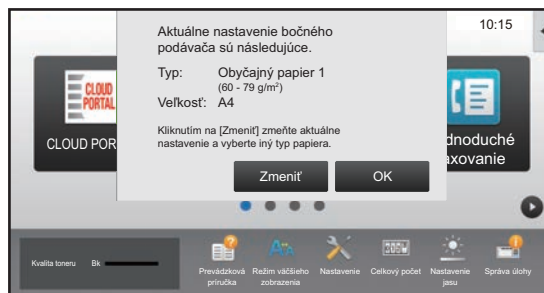 10:15
Aktuálne nastavenie bočného
podávača sú následujúce.
Typ: Obyčajný papier 1
(60 - 79 g/m²)
Veľkosť: A4
Kliknutím na [Zmeniť] zmeňte aktuálne
nastavenie a vyberte iný typ papiera.
Zmeniť OK
CLOUD
PORTAL
CLOUD POR
dnoduché
axovanie
Kvalita toneru Bk
Prevádzková
príručka
Režim väčšieho
zobrazenia
Nastavenie
Celkový počet
Nastavenie
jasu
Správa úlohy